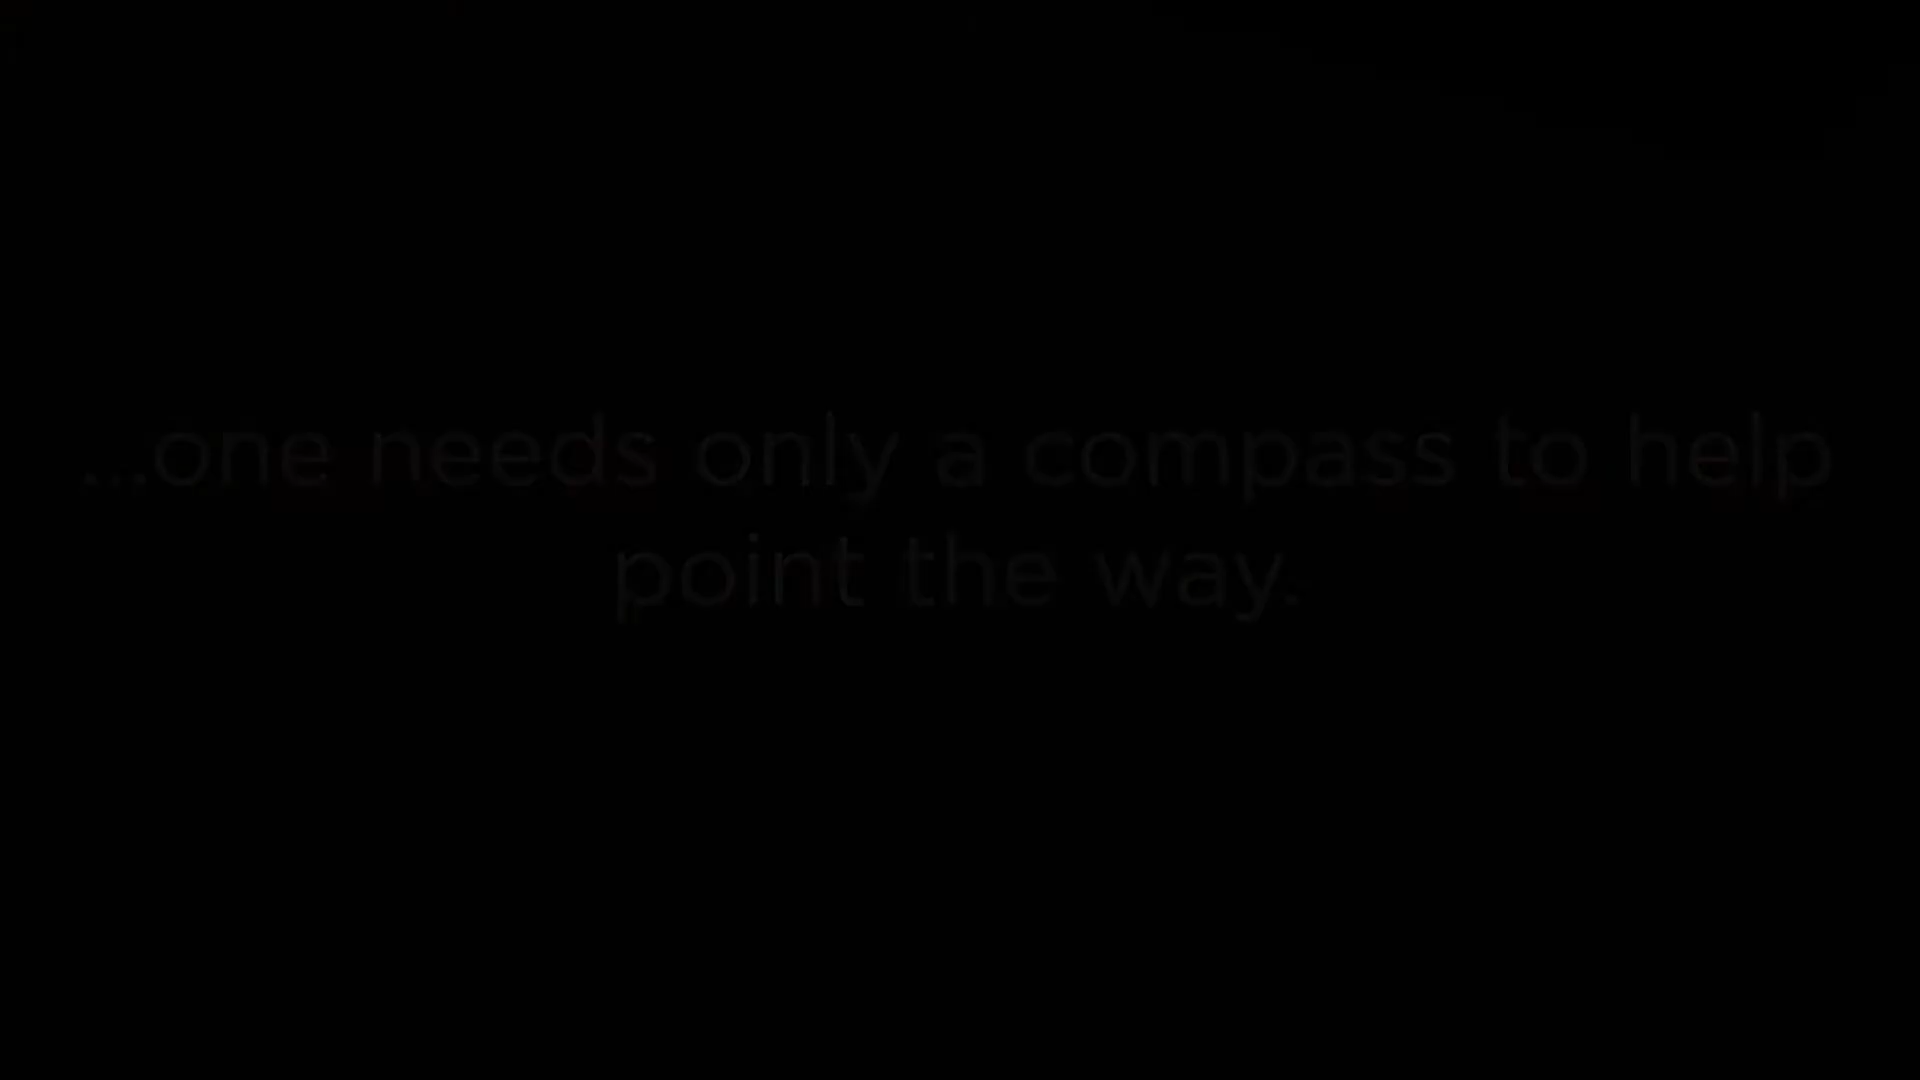 ...one needs only a compass to help
point the way.